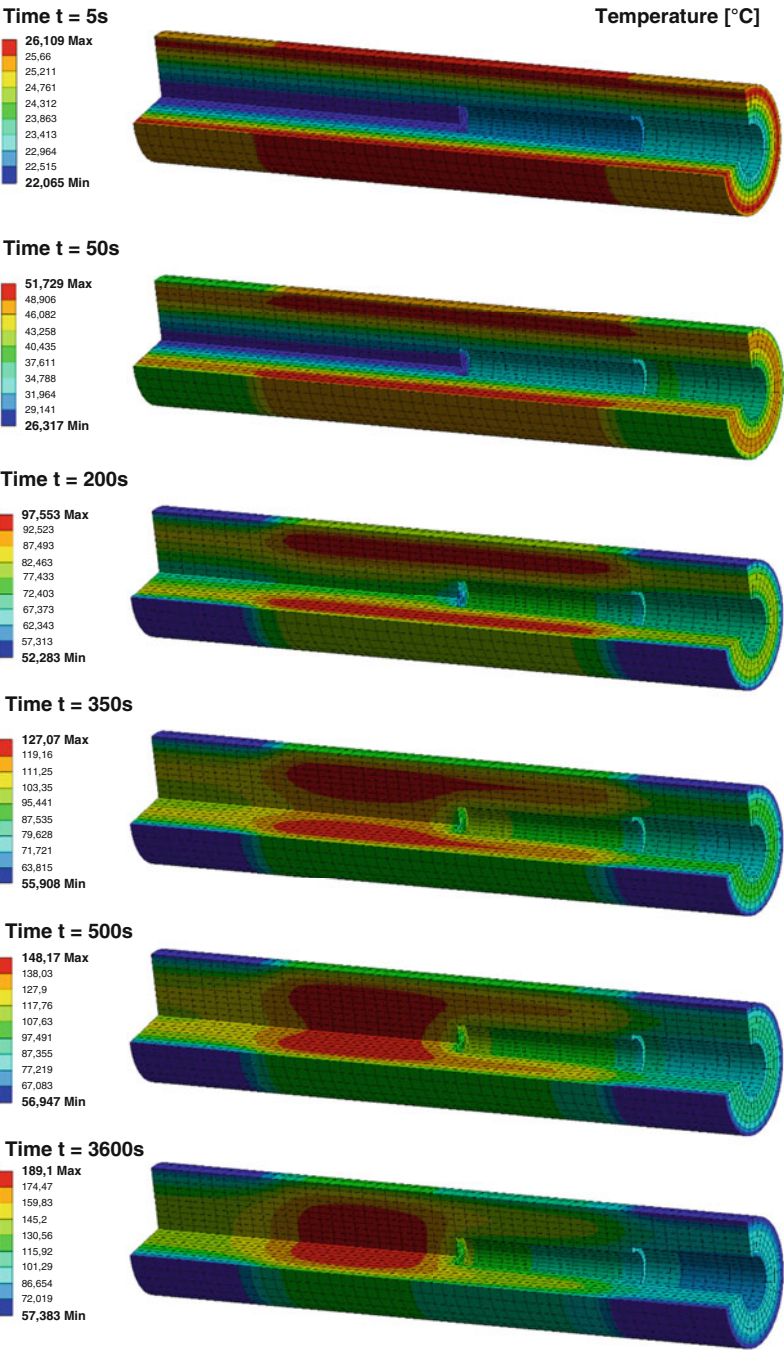 Time t = 5s
Temperature [°C]
26,109 Max
25,66
25,211
24,761
24,312
23,863
23,413
22,964
22,515
22,065 Min
Time t = 50s
51,729 Max
48,906
46,082
43,258
40,435
37,611
34,788
31,964
29,141
26,317 Min
Time t = 200s
97,553 Max
92,523
87,493
82,463
77,433
72,403
67,373
62,343
57,313
52,283 Min
Time t = 350s
127,07 Max
119,16
111,25
103,35
95,441
87,535
79,628
71,721
63,815
55,908 Min
Time t = 500s
148,17 Max
138,03
127,9
117,76
107,63
97,491
87,355
77,219
67,083
56,947 Min
Time t = 3600s
189,1 Max
174,47
159,83
145,2
130,56
115,92
101,29
86,654
72,019
57,383 Min